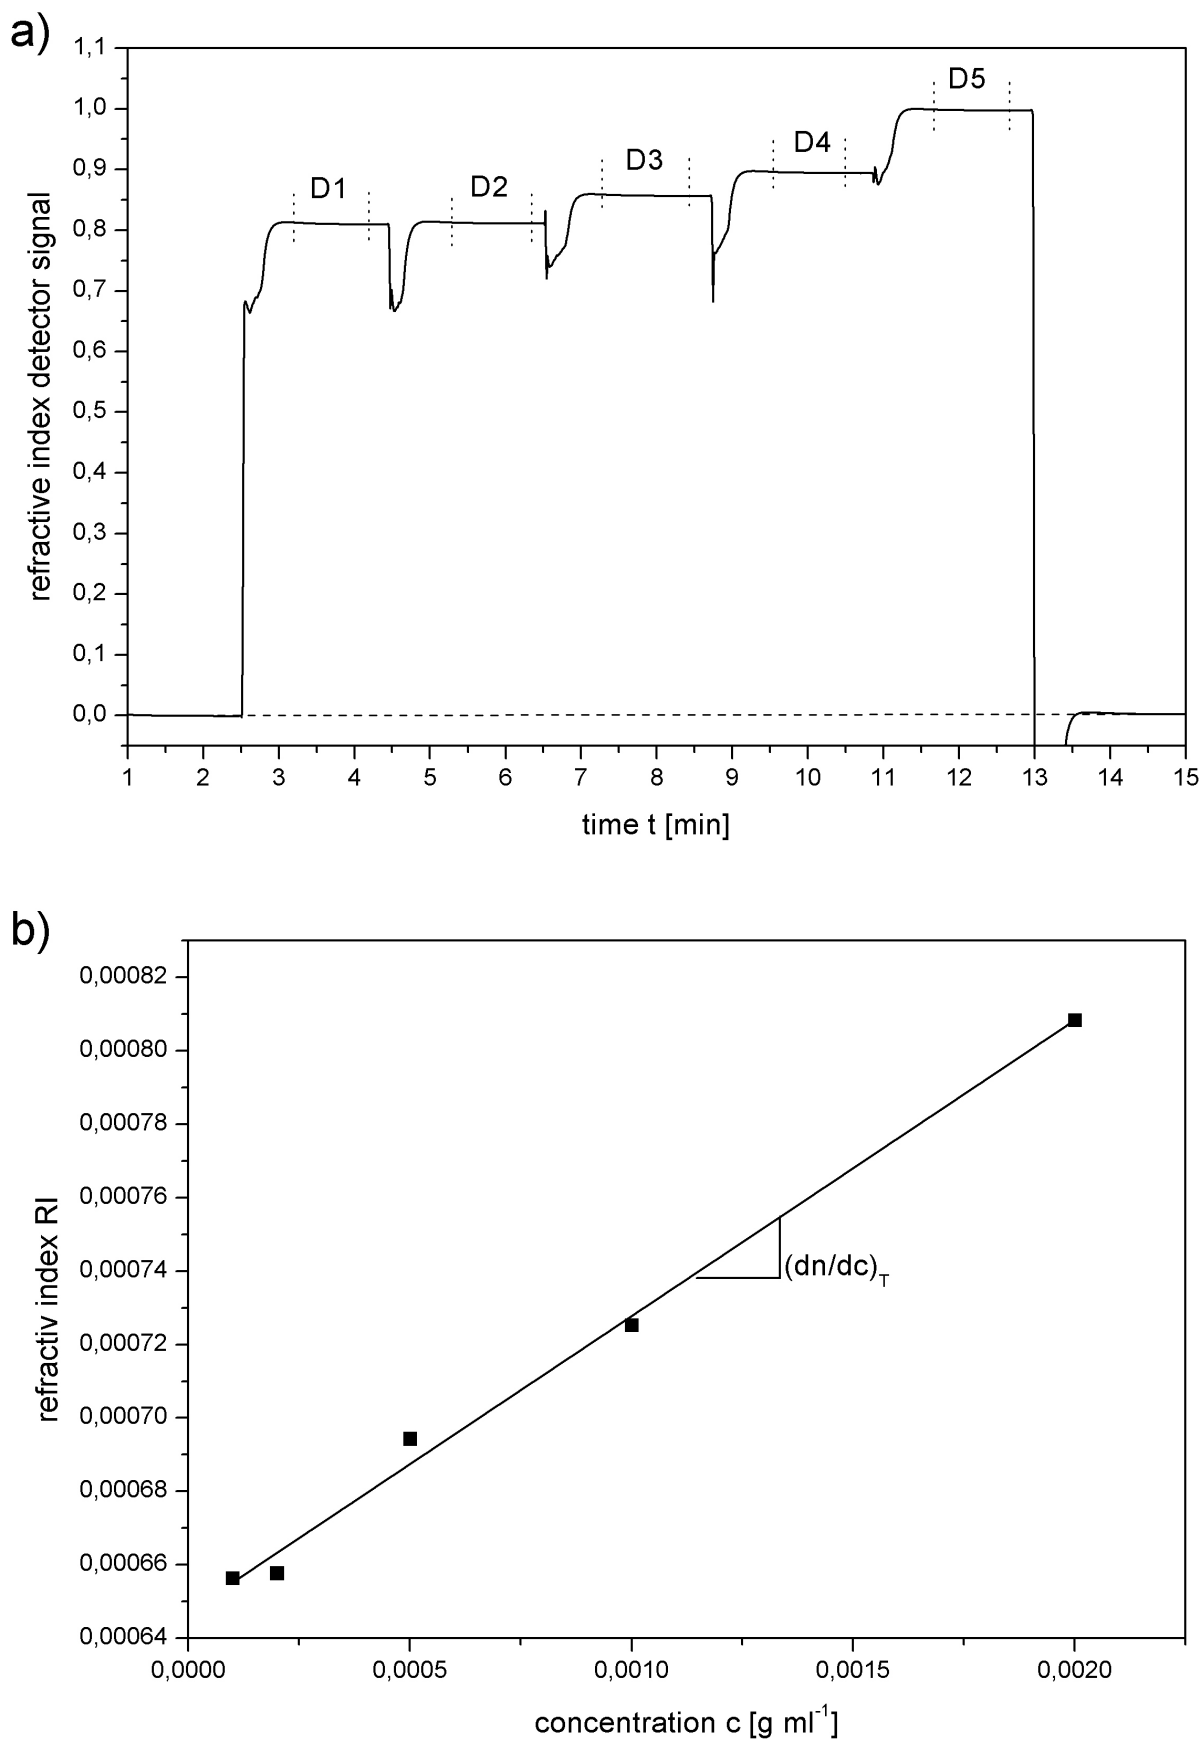 a)
1,1
1,0
0,9
0,8
0,7
0,6
0,5
0,4
0,3
0,2
0,1
0,0
refractive index detector signal
D1
D2
D3
D4
D5
1 2 3 4 5 6 7 8 9 10 11 12 13 14 15
time t [min]
b)
0,00082
0,00080
0,00078
0,00076
0,00074
0,00072
0,00070
0,00068
0,00066
0,00064
refractiv index RI
(dn/dc)T
0,0000 0,0005 0,0010 0,0015 0,0020
concentration c [g ml-1]